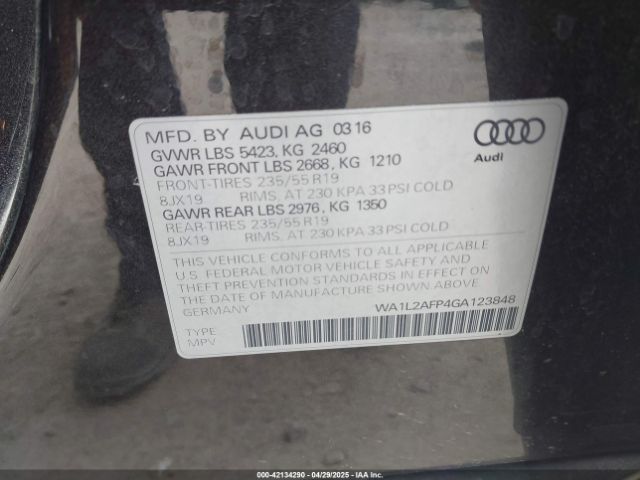 MFD. BY AUDI AG 03 16
GVWR LBS 5423, KG 2460
GAWR FRONT LBS 2668, KG 1210
FRONT-TIRES 235/55 R19
8JX19 RIMS, AT 230 KPA 33 PSI COLD
GAWR REAR LBS 2976, KG 1350
REAR-TIRES 235/55 R19
8JX19 RIMS, AT 230 KPA 33 PSI COLD
THIS VEHICLE CONFORMS TO ALL APPLICABLE
U.S. FEDERAL MOTOR VEHICLE SAFETY AND
THEFT PREVENTION STANDARDS IN EFFECT ON
THE DATE OF MANUFACTURE SHOWN ABOVE
GERMANY WA1L2AFP4GA123848
TYPE
MPV
Audi
000-42134290 - 04/29/2025 - IAA Inc.